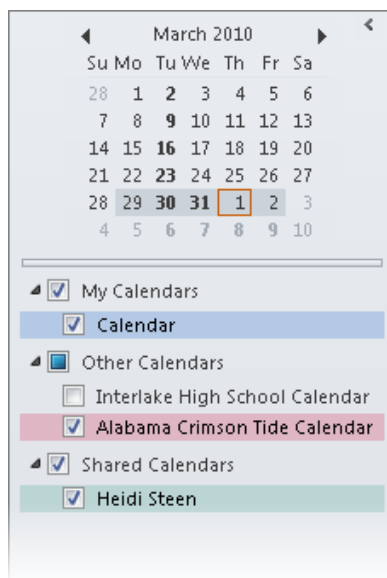 March 2010
Su Mo Tu We Th Fr Sa
28 1 2 3 4 5 6
7 8 9 10 11 12 13
14 15 16 17 18 19 20
21 22 23 24 25 26 27
28 29 30 31 1 2 3
4 5 6 7 8 9 10
My Calendars
Calendar
Other Calendars
Interlake High School Calendar
Alabama Crimson Tide Calendar
Shared Calendars
Heidi Steen